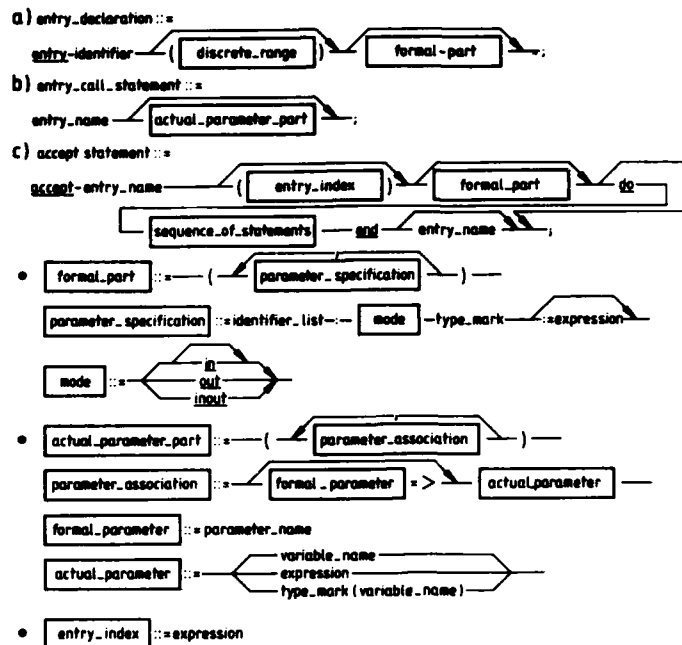 a) entry_declaration ::=
entry-identifier ( discrete_range ) formal-part ;
b) entry_call_statement ::=
entry_name actual_parameter_part ;
c) accept statement ::=
accept-entry_name ( entry_index ) formal_part do
sequence_of_statements end entry_name ;
• formal_part ::= ( parameter_specification , )
parameter_specification ::= identifier_list : mode type_mark :=expression
mode ::= in
out
inout
• actual_parameter_part ::= ( parameter_association , )
parameter_association ::= formal_parameter => actual_parameter
formal_parameter ::= parameter_name
actual_parameter ::= variable_name
expression
type_mark (variable_name)
• entry_index ::= expression